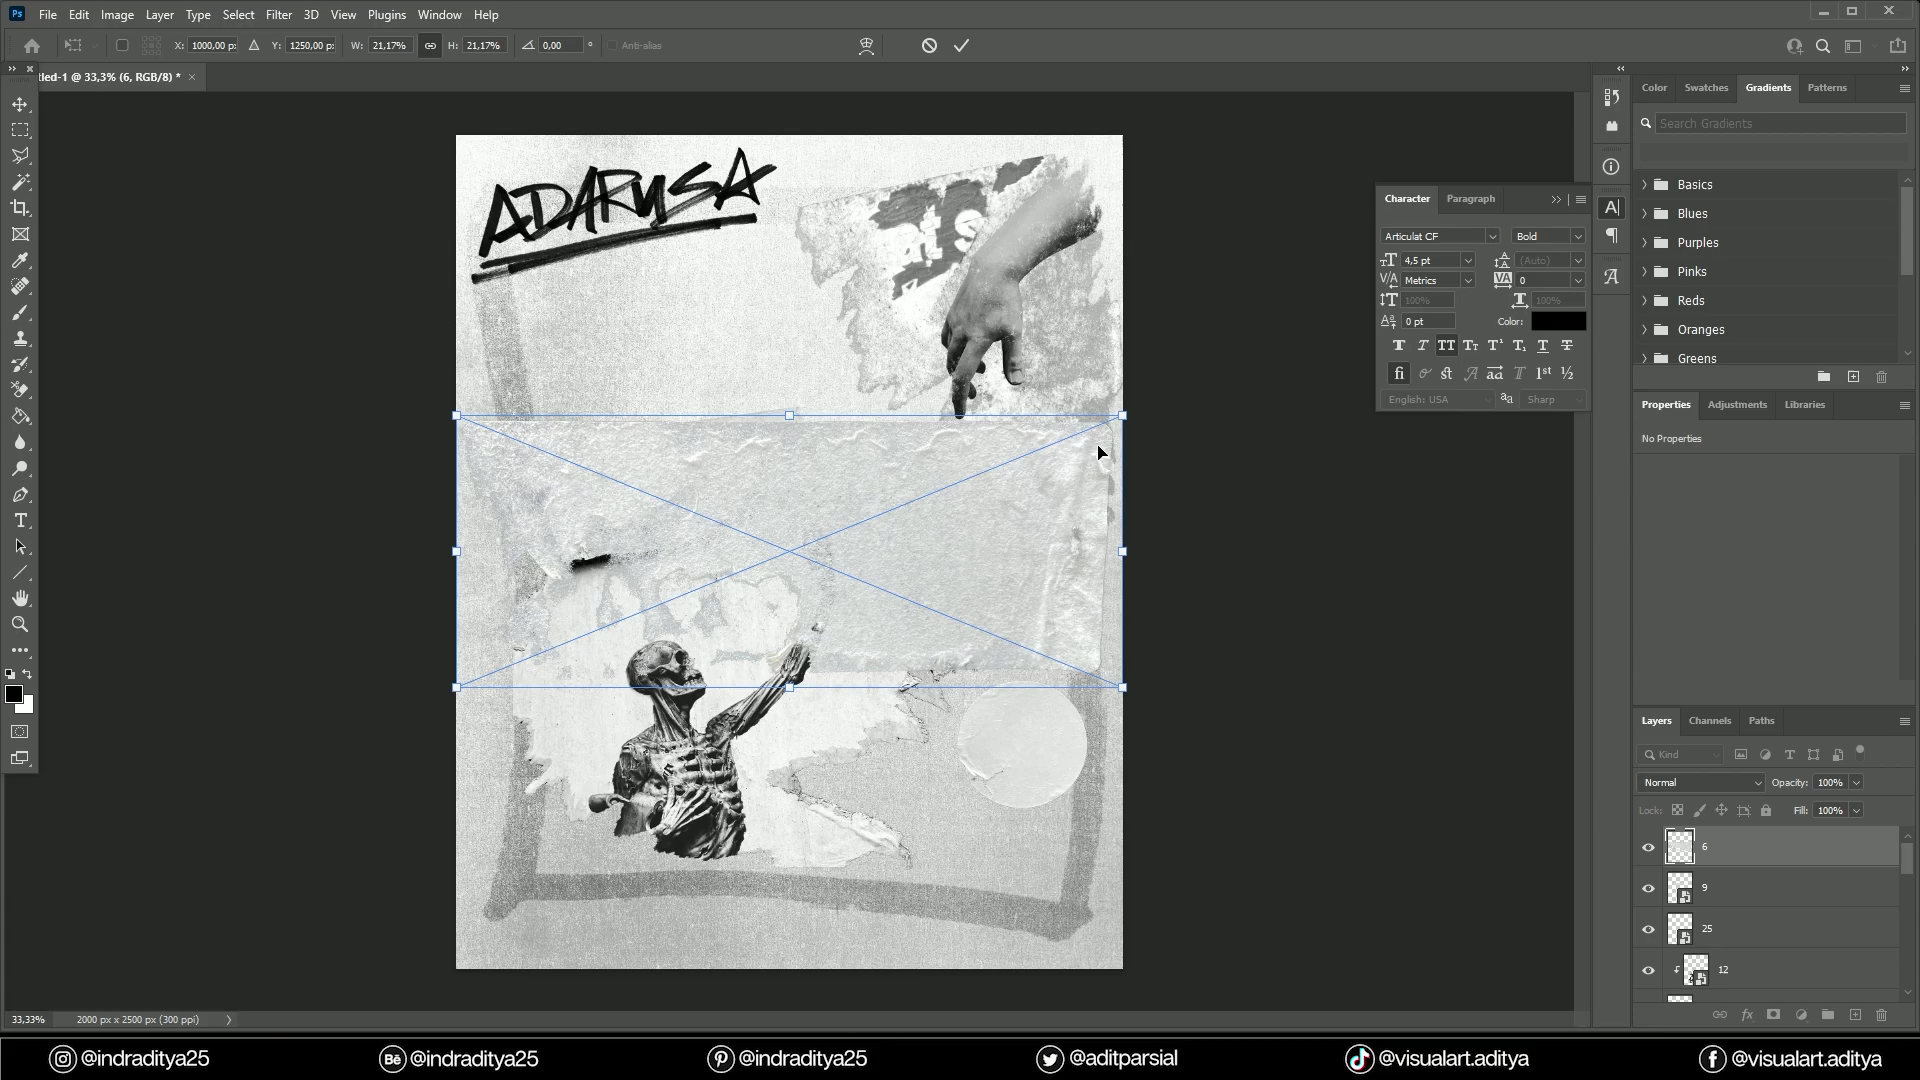 Ps File Edit Image Layer Type Select Filter 3D View Plugins Window Help
X: 1000,00 p Y: 1250,00 p W: 21,17% H: 21,17% 0,00 ° Anti-alias
tled-1 @ 33,3% (6, RGB/8) * ×
ADARUSA
Character Paragraph
Articulat CF Bold
4,5 pt (Auto)
Metrics 0
100% 100%
0 pt Color:
English: USA Sharp
Color Swatches Gradients Patterns
Search Gradients
Basics
Blues
Purples
Pinks
Reds
Oranges
Greens
Properties Adjustments Libraries
No Properties
Layers Channels Paths
Kind
Normal Opacity: 100%
Lock: Fill: 100%
6
9
25
12
33,33% 2000 px x 2500 px (300 ppi)
@indraditya25 Bē @indraditya25 @indraditya25 @aditparsial @visualart.aditya @visualart.aditya